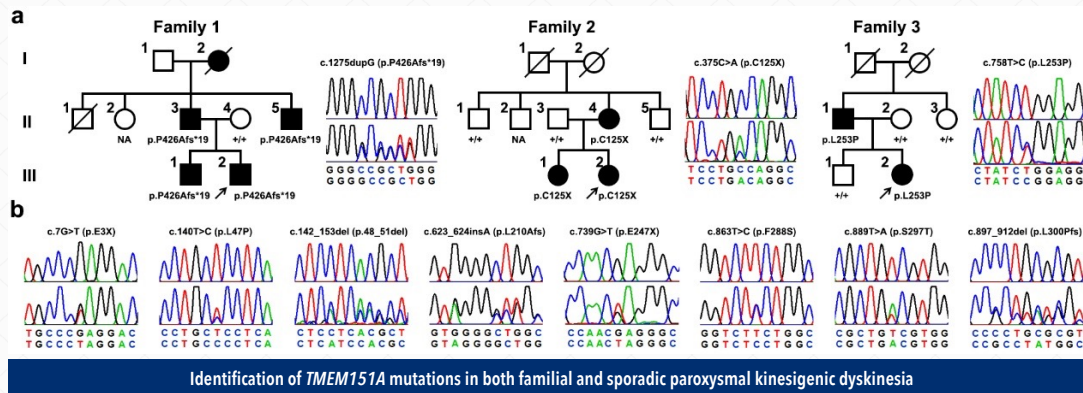 a
Family 1
Family 2
Family 3
I
II
III
1 2
c.1275dupG (p.P426Afs*19)
1 2
c.375C>A (p.C125X)
1 2
c.758T>C (p.L253P)
1 2 3 4 5
NA p.P426Afs*19 +/+ p.P426Afs*19
1 2 3 4 5
+/+ NA +/+ p.C125X +/+
1 2 3
p.L253P +/+ +/+
1 2
p.P426Afs*19 p.P426Afs*19
GGGCCGCTGGG
GGGGCCGCTGG
1 2
p.C125X p.C125X
TCCTGCCAGGC
TCCTGACAGGC
1 2
+/+ p.L253P
CTATCTGGAGG
CTATCCGGAGG
b
c.7G>T (p.E3X)
TGCCCGAGGAC
TGCCCTAGGAC
c.140T>C (p.L47P)
CCTGCTCCTCA
CCTGCCCCTCA
c.142_153del (p.48_51del)
CTCCTCACGCT
CTCATCCACGC
c.623_624insA (p.L210Afs)
GTGGGGCTGGC
GTAGGGGCTGG
c.739G>T (p.E247X)
CCAACGAGGGC
CCAACTAGGGC
c.863T>C (p.F288S)
GGTCTTCTGGC
GGTCTCCTGGC
c.889T>A (p.S297T)
CGCTGTCGTGG
CGCTGACGTGG
c.897_912del (p.L300Pfs)
CCCCTGCGCGT
CCGCCTATGGC
Identification of TMEM151A mutations in both familial and sporadic paroxysmal kinesigenic dyskinesia